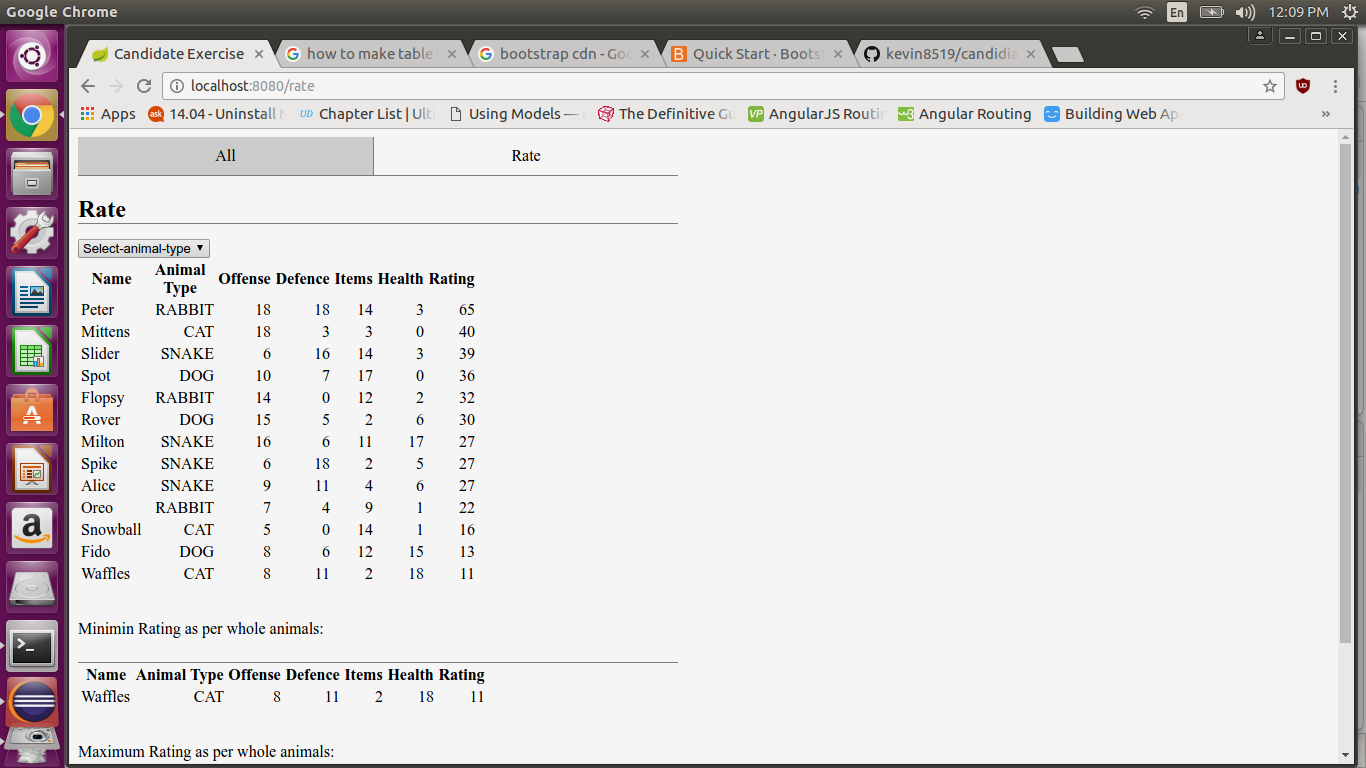 Google Chrome
En
12:09 PM
Candidate Exercise
how to make table
bootstrap cdn - Goo
Quick Start · Boots
kevin8519/candidia
localhost:8080/rate
Apps
ask
14.04 - Uninstall
UD Chapter List | Ult
Using Models —
The Definitive Gu
VP AngularJS Routi
Angular Routing
Building Web Ap
»
All Rate
Rate
Select-animal-type
Name Animal Type Offense Defence Items Health Rating
Peter RABBIT 18 18 14 3 65
Mittens CAT 18 3 3 0 40
Slider SNAKE 6 16 14 3 39
Spot DOG 10 7 17 0 36
Flopsy RABBIT 14 0 12 2 32
Rover DOG 15 5 2 6 30
Milton SNAKE 16 6 11 17 27
Spike SNAKE 6 18 2 5 27
Alice SNAKE 9 11 4 6 27
Oreo RABBIT 7 4 9 1 22
Snowball CAT 5 0 14 1 16
Fido DOG 8 6 12 15 13
Waffles CAT 8 11 2 18 11
Minimin Rating as per whole animals:
Name Animal Type Offense Defence Items Health Rating
Waffles CAT 8 11 2 18 11
Maximum Rating as per whole animals: